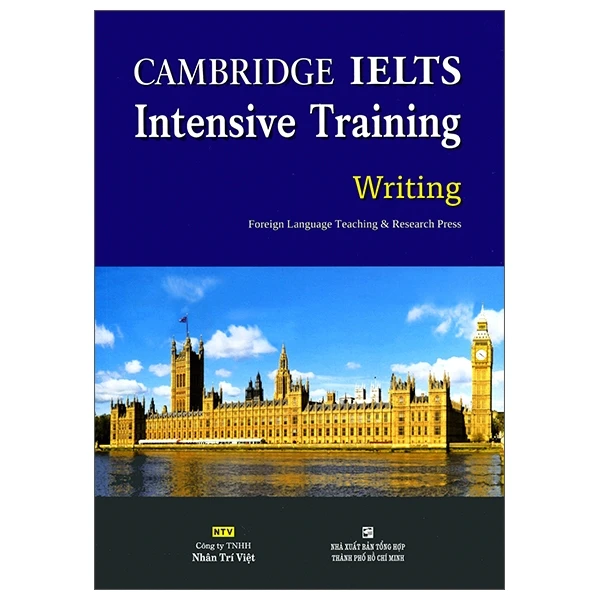 CAMBRIDGE IELTS
Intensive Training
Writing
Foreign Language Teaching & Research Press
NTV
Công ty TNHH
Nhân Trí Việt
NHÀ XUẤT BẢN TỔNG HỢP
THÀNH PHỐ HỒ CHÍ MINH